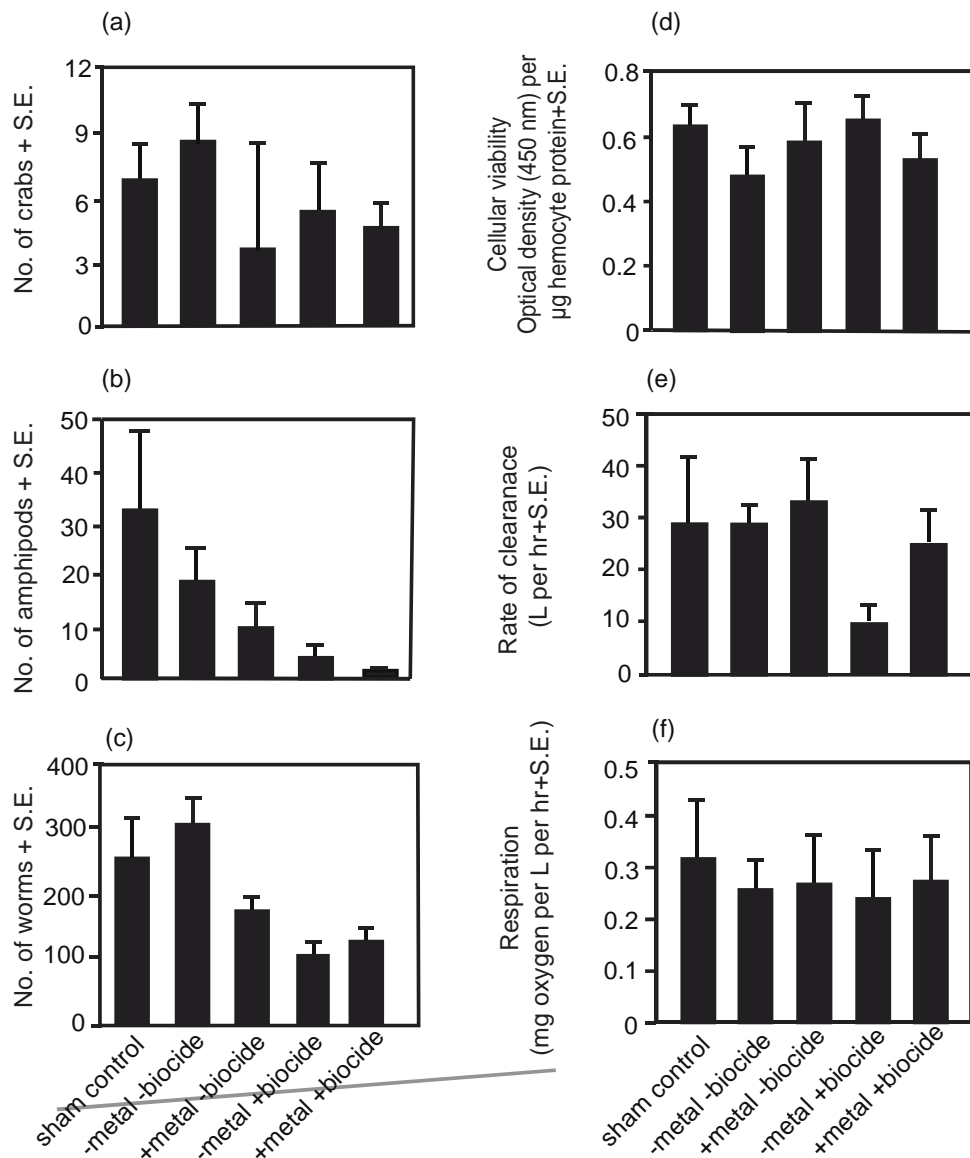 (a)
No. of crabs + S.E.
12
9
6
3
0
(b)
No. of amphipods + S.E.
50
40
30
20
10
0
(c)
No. of worms + S.E.
400
300
200
100
0
sham control
-metal -biocide
+metal -biocide
-metal +biocide
+metal +biocide
(d)
Cellular viability
Optical density (450 nm) per
µg hemocyte protein+S.E.
0.8
0.6
0.4
0.2
0
(e)
Rate of clearanace
(L per hr+S.E.)
50
40
30
20
10
0
(f)
Respiration
(mg oxygen per L per hr+S.E.)
0.5
0.4
0.3
0.2
0.1
0
sham control
-metal -biocide
+metal -biocide
-metal +biocide
+metal +biocide